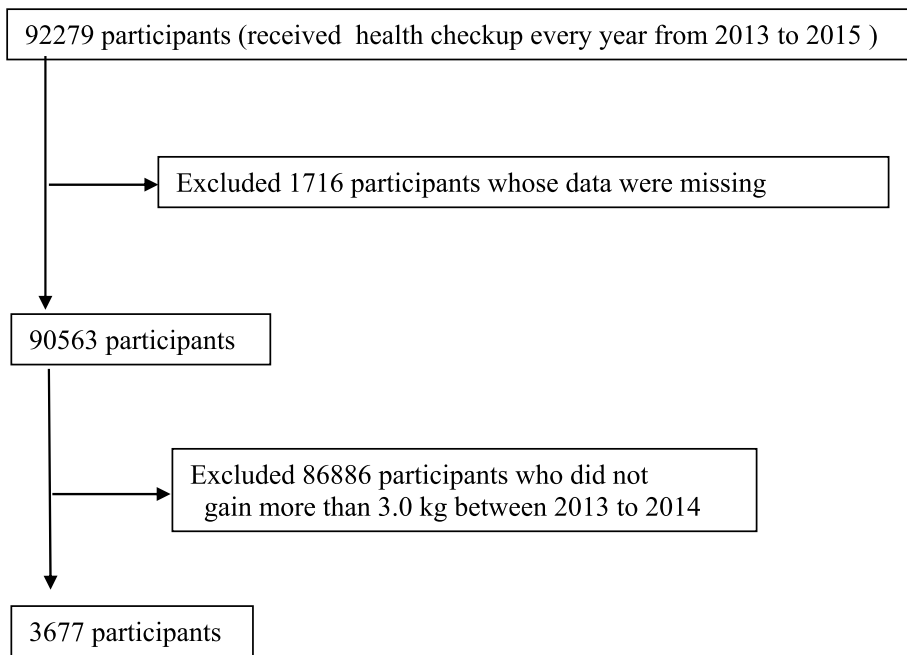 92279 participants (received health checkup every year from 2013 to 2015 )
Excluded 1716 participants whose data were missing
90563 participants
Excluded 86886 participants who did not
gain more than 3.0 kg between 2013 to 2014
3677 participants